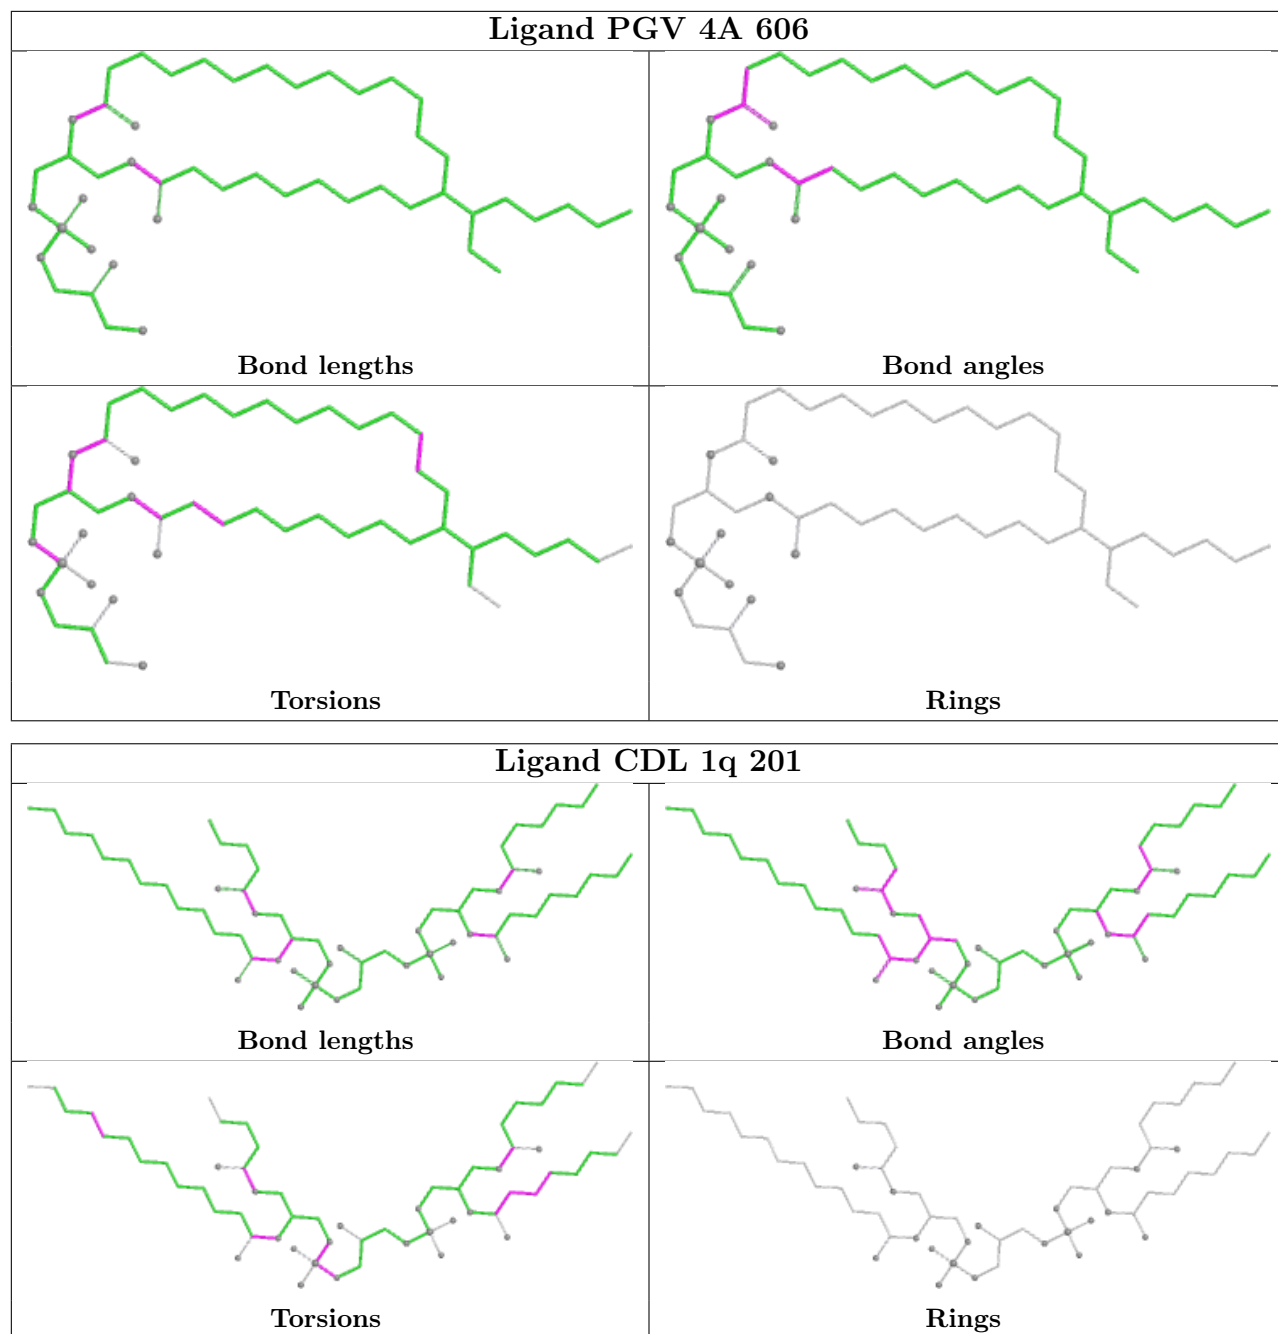 Ligand PGV 4A 606
Bond lengths
Bond angles
Torsions
Rings
Ligand CDL 1q 201
Bond lengths
Bond angles
Torsions
Rings